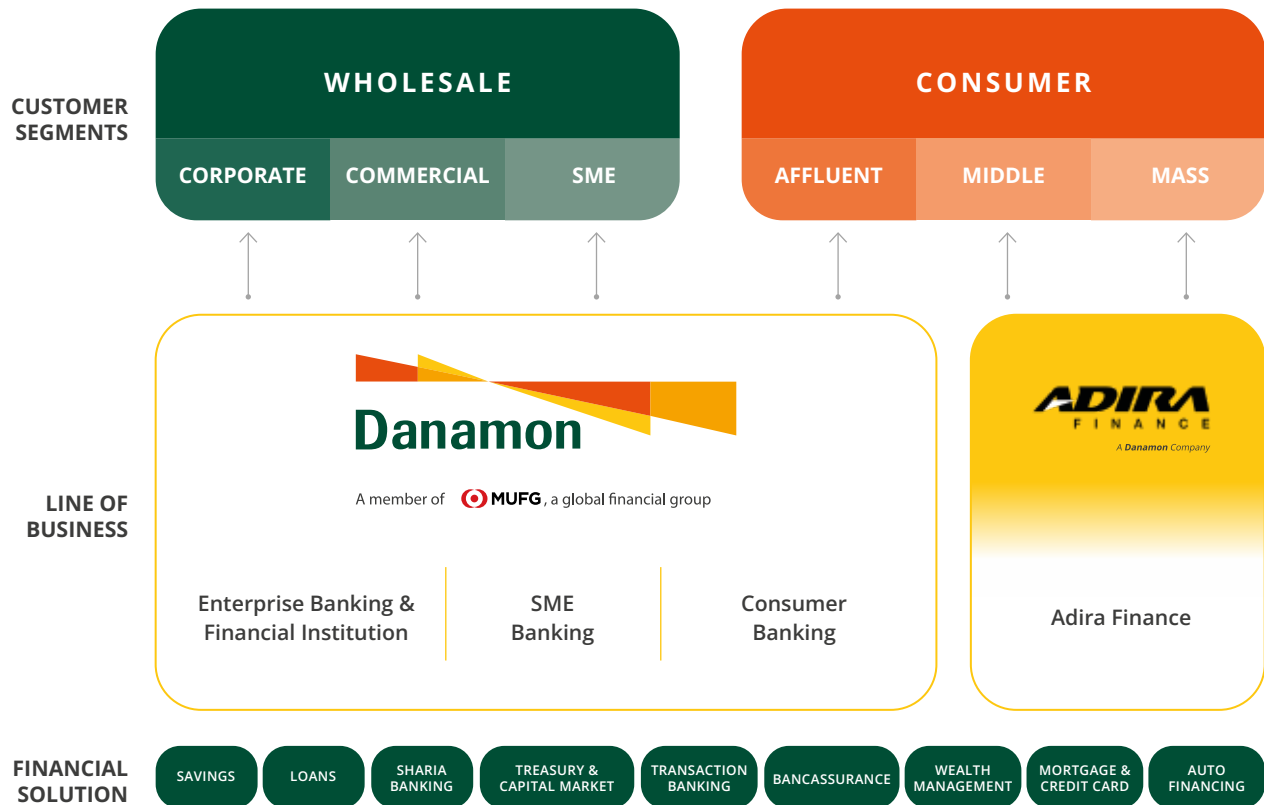 CUSTOMER
SEGMENTS
WHOLESALE
CORPORATE
COMMERCIAL
SME
CONSUMER
AFFLUENT
MIDDLE
MASS
LINE OF
BUSINESS
Danamon
A member of MUFG, a global financial group
Enterprise Banking &
Financial Institution
SME
Banking
Consumer
Banking
ADIRA
FINANCE
A Danamon Company
Adira Finance
FINANCIAL
SOLUTION
SAVINGS
LOANS
SHARIA
BANKING
TREASURY &
CAPITAL MARKET
TRANSACTION
BANKING
BANCASSURANCE
WEALTH
MANAGEMENT
MORTGAGE &
CREDIT CARD
AUTO
FINANCING